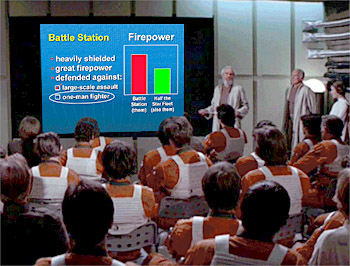 Battle Station
• heavily shielded
• great firepower
• defended against:
large-scale assault
one-man fighter
Firepower
Battle
Station
(them)
Half the
Star Fleet
(also them)